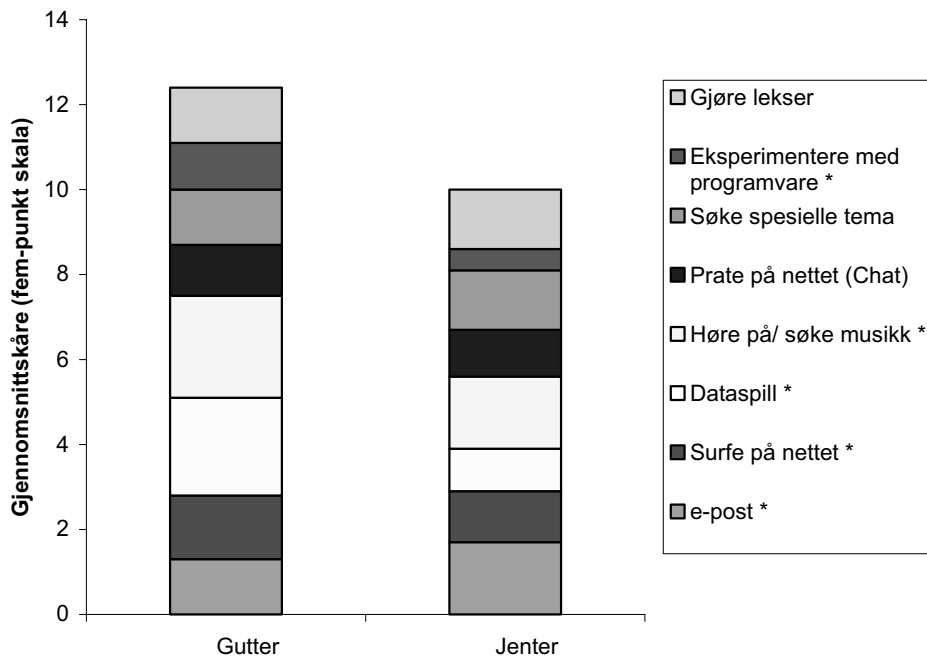 Gjennomsnittskåre (fem-punkt skala)
14
12
10
8
6
4
2
0
Gutter
Jenter
Gjøre lekser
Eksperimentere med
programvare *
Søke spesielle tema
Prate på nettet (Chat)
Høre på/ søke musikk *
Dataspill *
Surfe på nettet *
e-post *